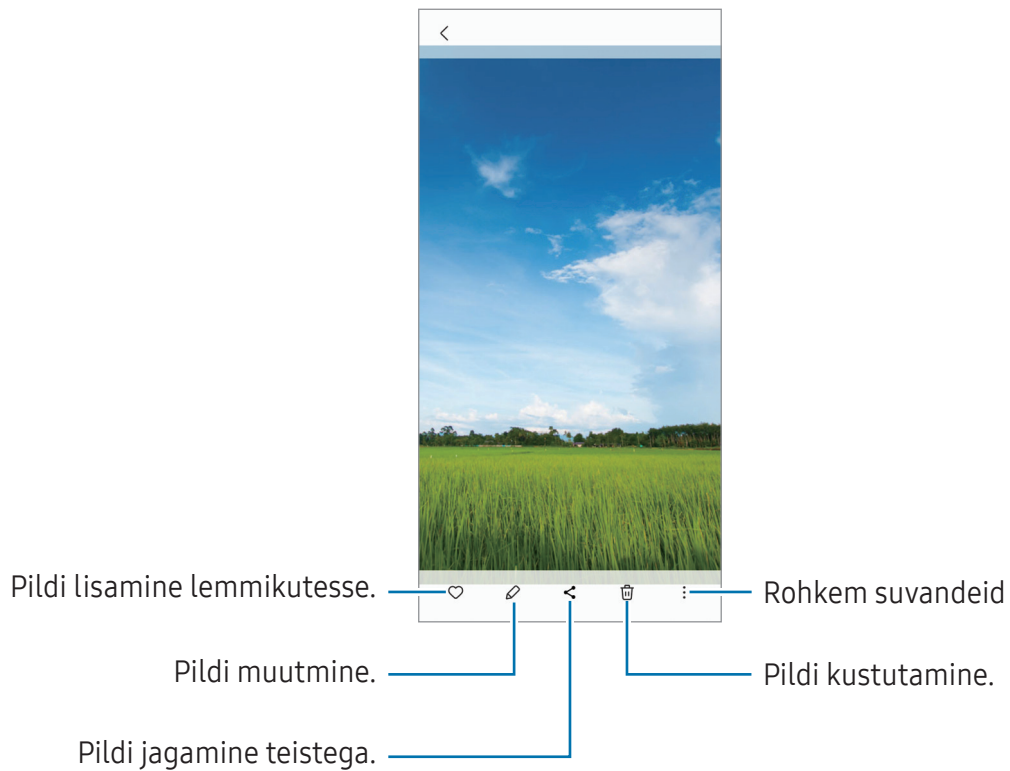 Pildi lisamine lemmikutesse.
Rohkem suvandeid
Pildi muutmine.
Pildi kustutamine.
Pildi jagamine teistega.